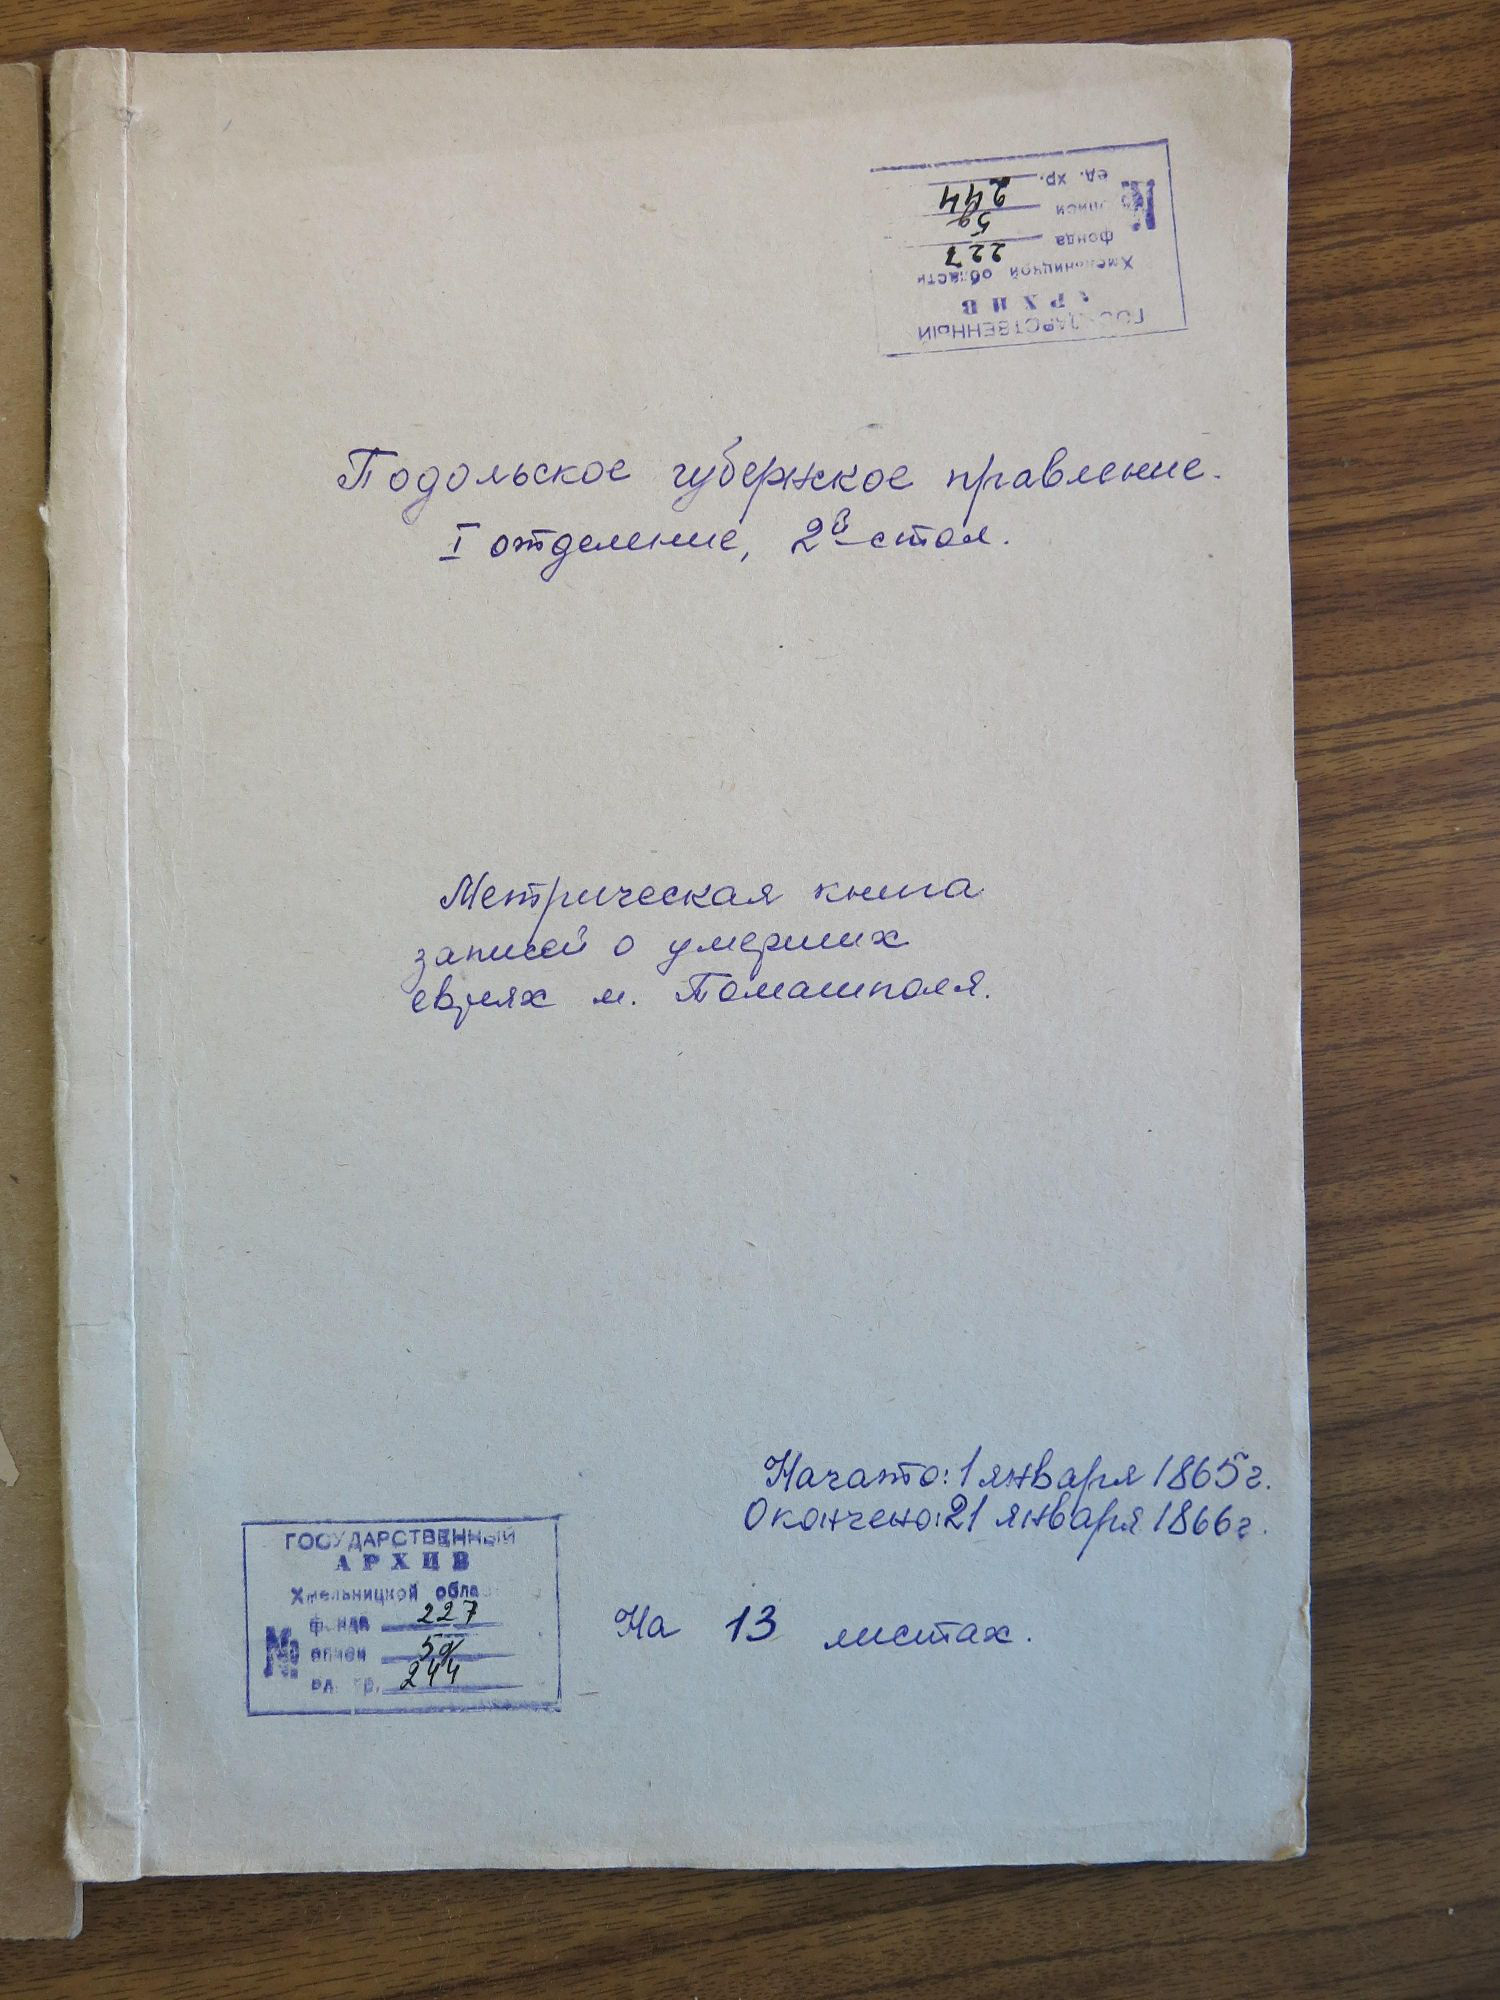 ГОСУДАРСТВЕННЫЙ
АРХИВ
Хмельницкой области
фонда 227
описи
№
ед. хр. 244
Подольское губернское правление.
I отделение, 2й стол.
Метрическая книга
записей о умерших
евреях м. Томашполя.
Начато: 1 января 1865 г.
Окончено: 21 января 1866 г.
На 13 листах.
ГОСУДАРСТВЕННЫЙ
АРХИВ
Хмельницкой обла
фонда 227
№
описи
ед. хр. 244